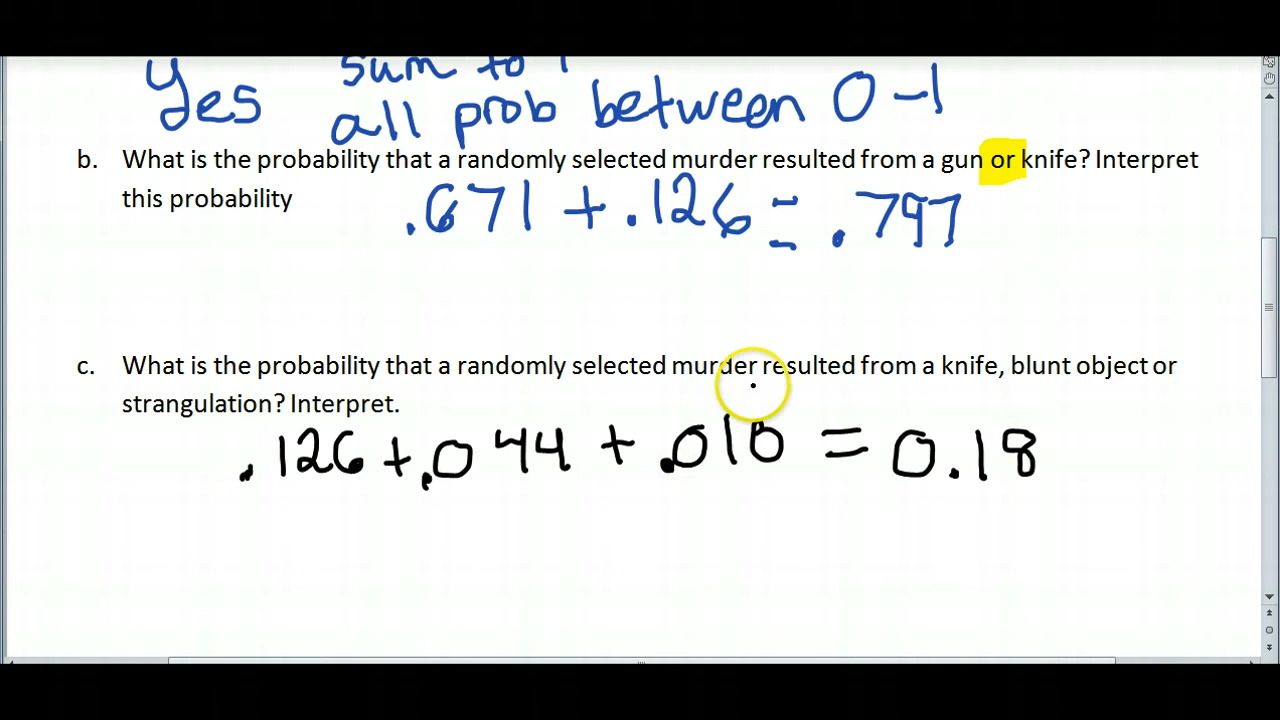 sum to 1
Yes all prob between 0-1
b. What is the probability that a randomly selected murder resulted from a gun or knife? Interpret
this probability .671 + .126 = .797
c. What is the probability that a randomly selected murder resulted from a knife, blunt object or
strangulation? Interpret.
.126 + .044 + .010 = 0.18